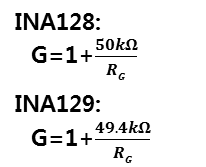 INA128:
G=1+50kΩ/R_G
INA129:
G=1+49.4kΩ/R_G